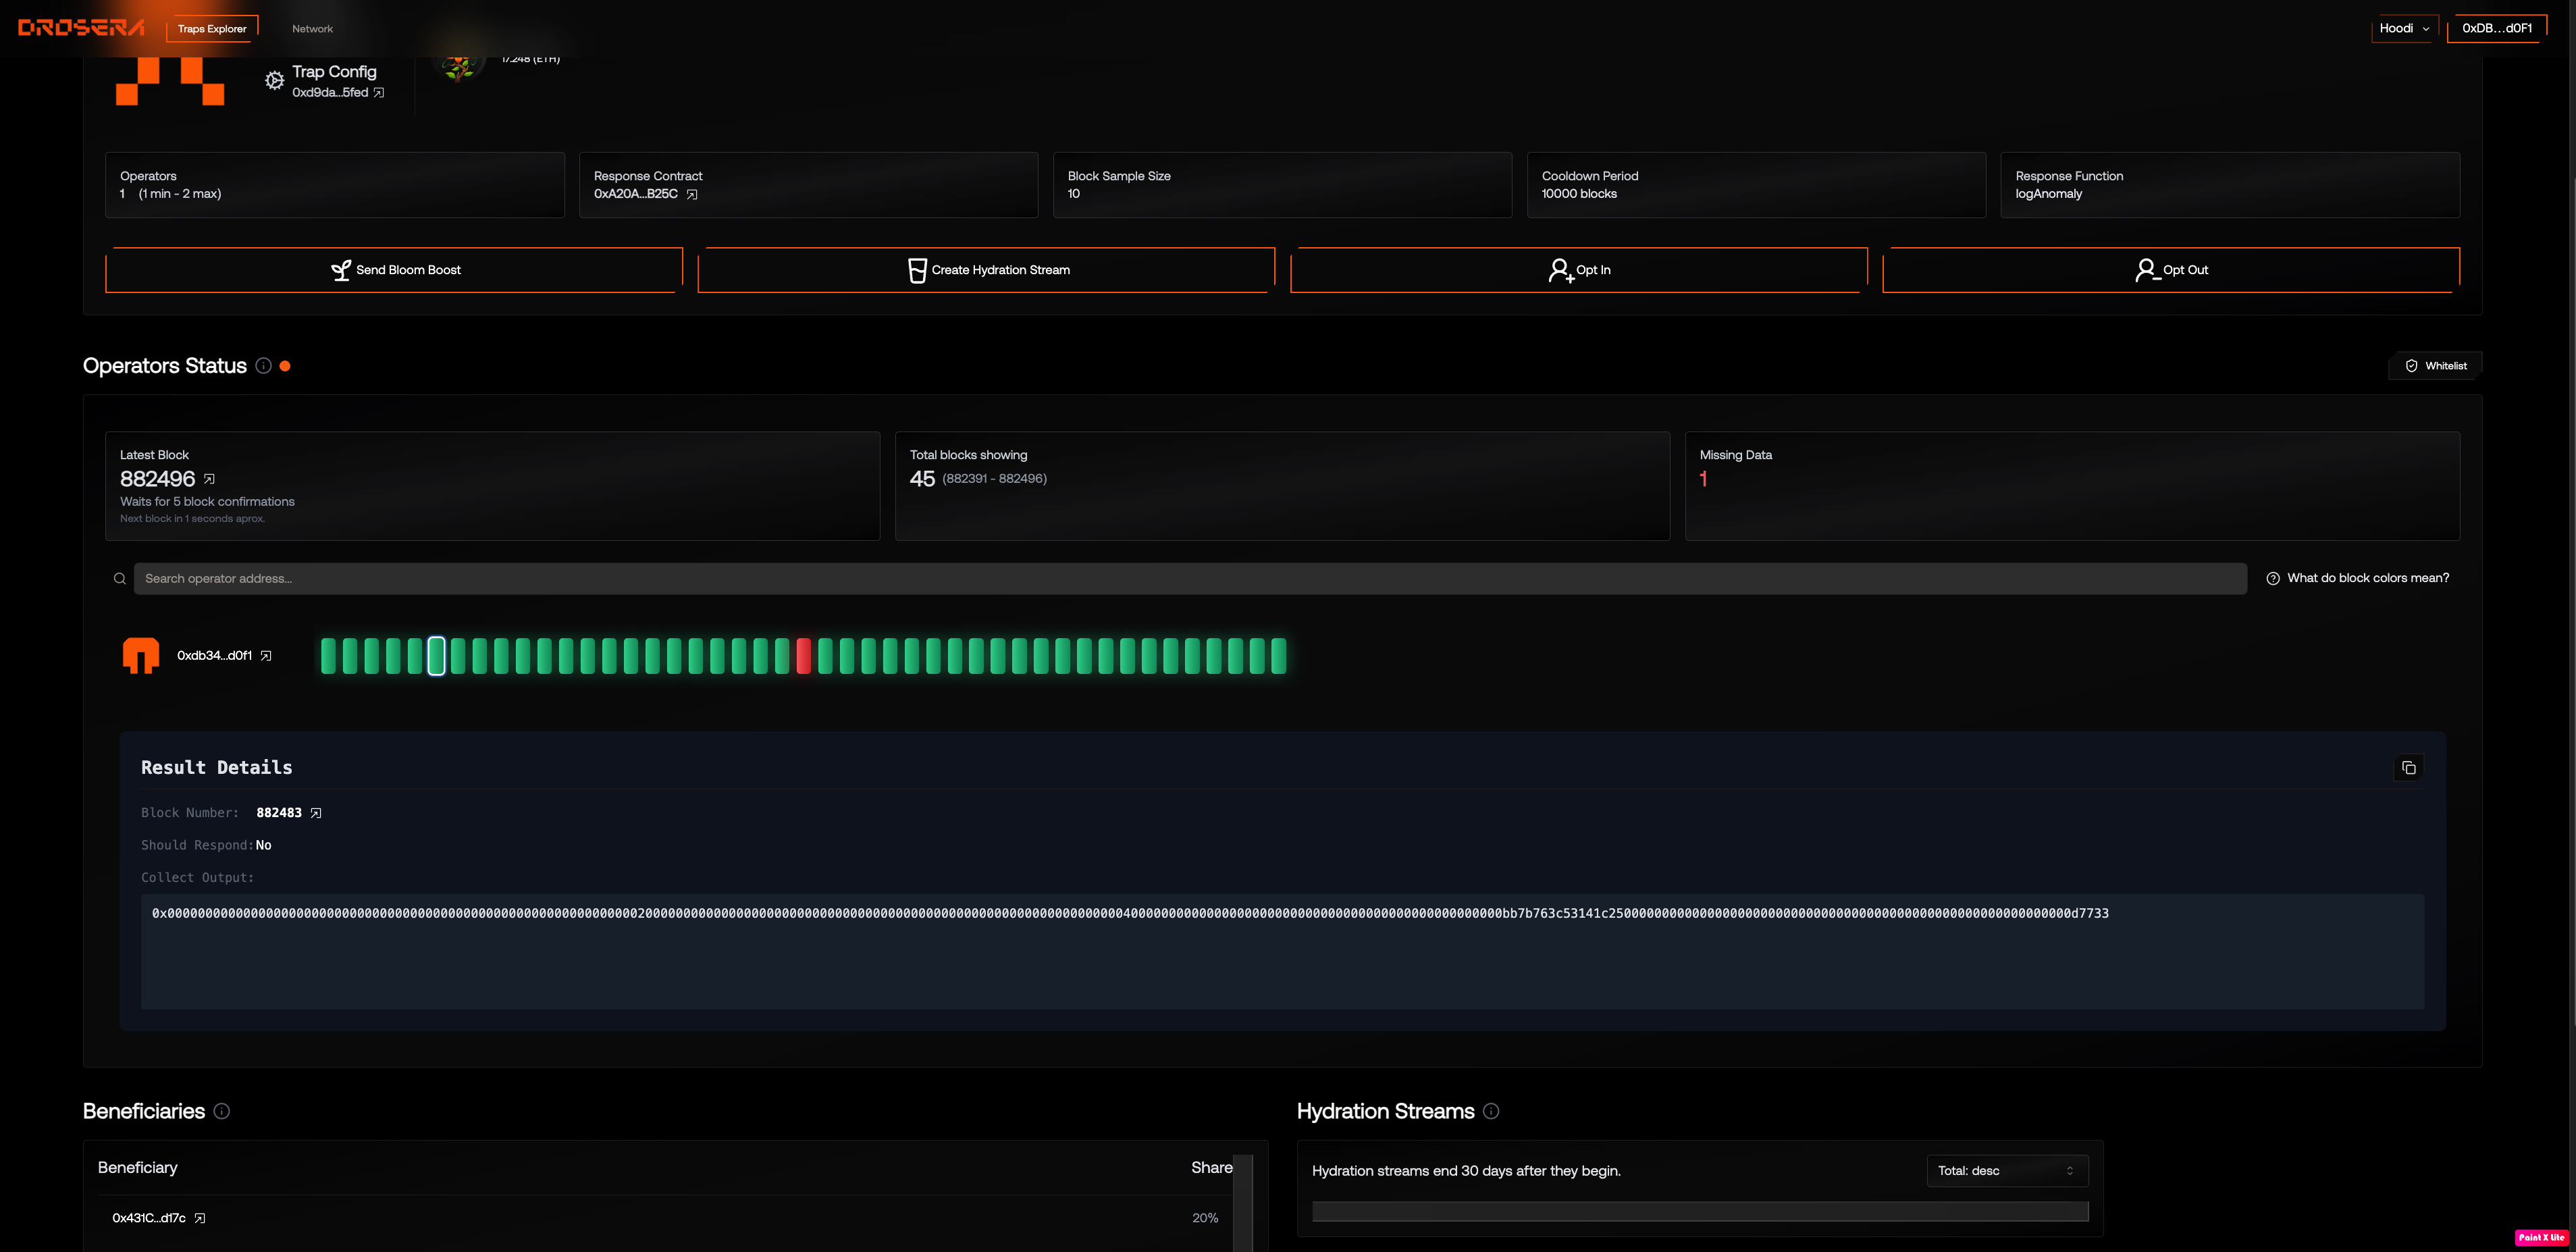 DROSERA
Traps Explorer
Network
Hoodi
0xDB...d0F1
17.248 (ETH)
Trap Config
0xd9da...5fed
Operators
1 (1 min - 2 max)
Response Contract
0xA20A...B25C
Block Sample Size
10
Cooldown Period
10000 blocks
Response Function
logAnomaly
Send Bloom Boost
Create Hydration Stream
Opt In
Opt Out
Operators Status
Whitelist
Latest Block
882496
Waits for 5 block confirmations
Next block in 1 seconds aprox.
Total blocks showing
45 (882391 - 882496)
Missing Data
1
Search operator address...
What do block colors mean?
0xdb34...d0f1
Result Details
Block Number: 882483
Should Respond: No
Collect Output:
0x00000000000000000000000000000000000000000000000000000000000000200000000000000000000000000000000000000000000000000000000000000040000000000000000000000000000000000000000000000000bb7b763c53141c2500000000000000000000000000000000000000000000000000000000000d7733
Beneficiaries
Beneficiary
Share
0x431C...d17c
20%
Hydration Streams
Hydration streams end 30 days after they begin.
Total: desc
Paint X Lite